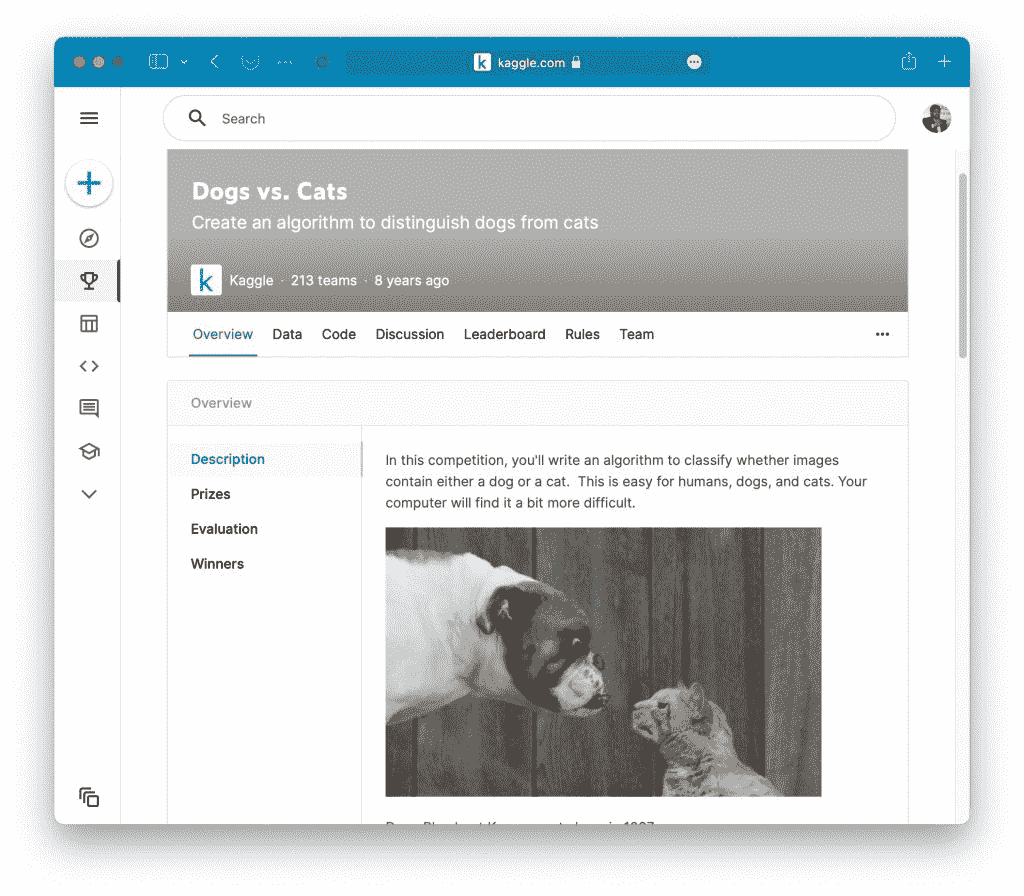 kaggle.com
Search
Dogs vs. Cats
Create an algorithm to distinguish dogs from cats
k Kaggle · 213 teams · 8 years ago
Overview Data Code Discussion Leaderboard Rules Team
Overview
Description
Prizes
Evaluation
Winners
In this competition, you'll write an algorithm to classify whether images
contain either a dog or a cat. This is easy for humans, dogs, and cats. Your
computer will find it a bit more difficult.